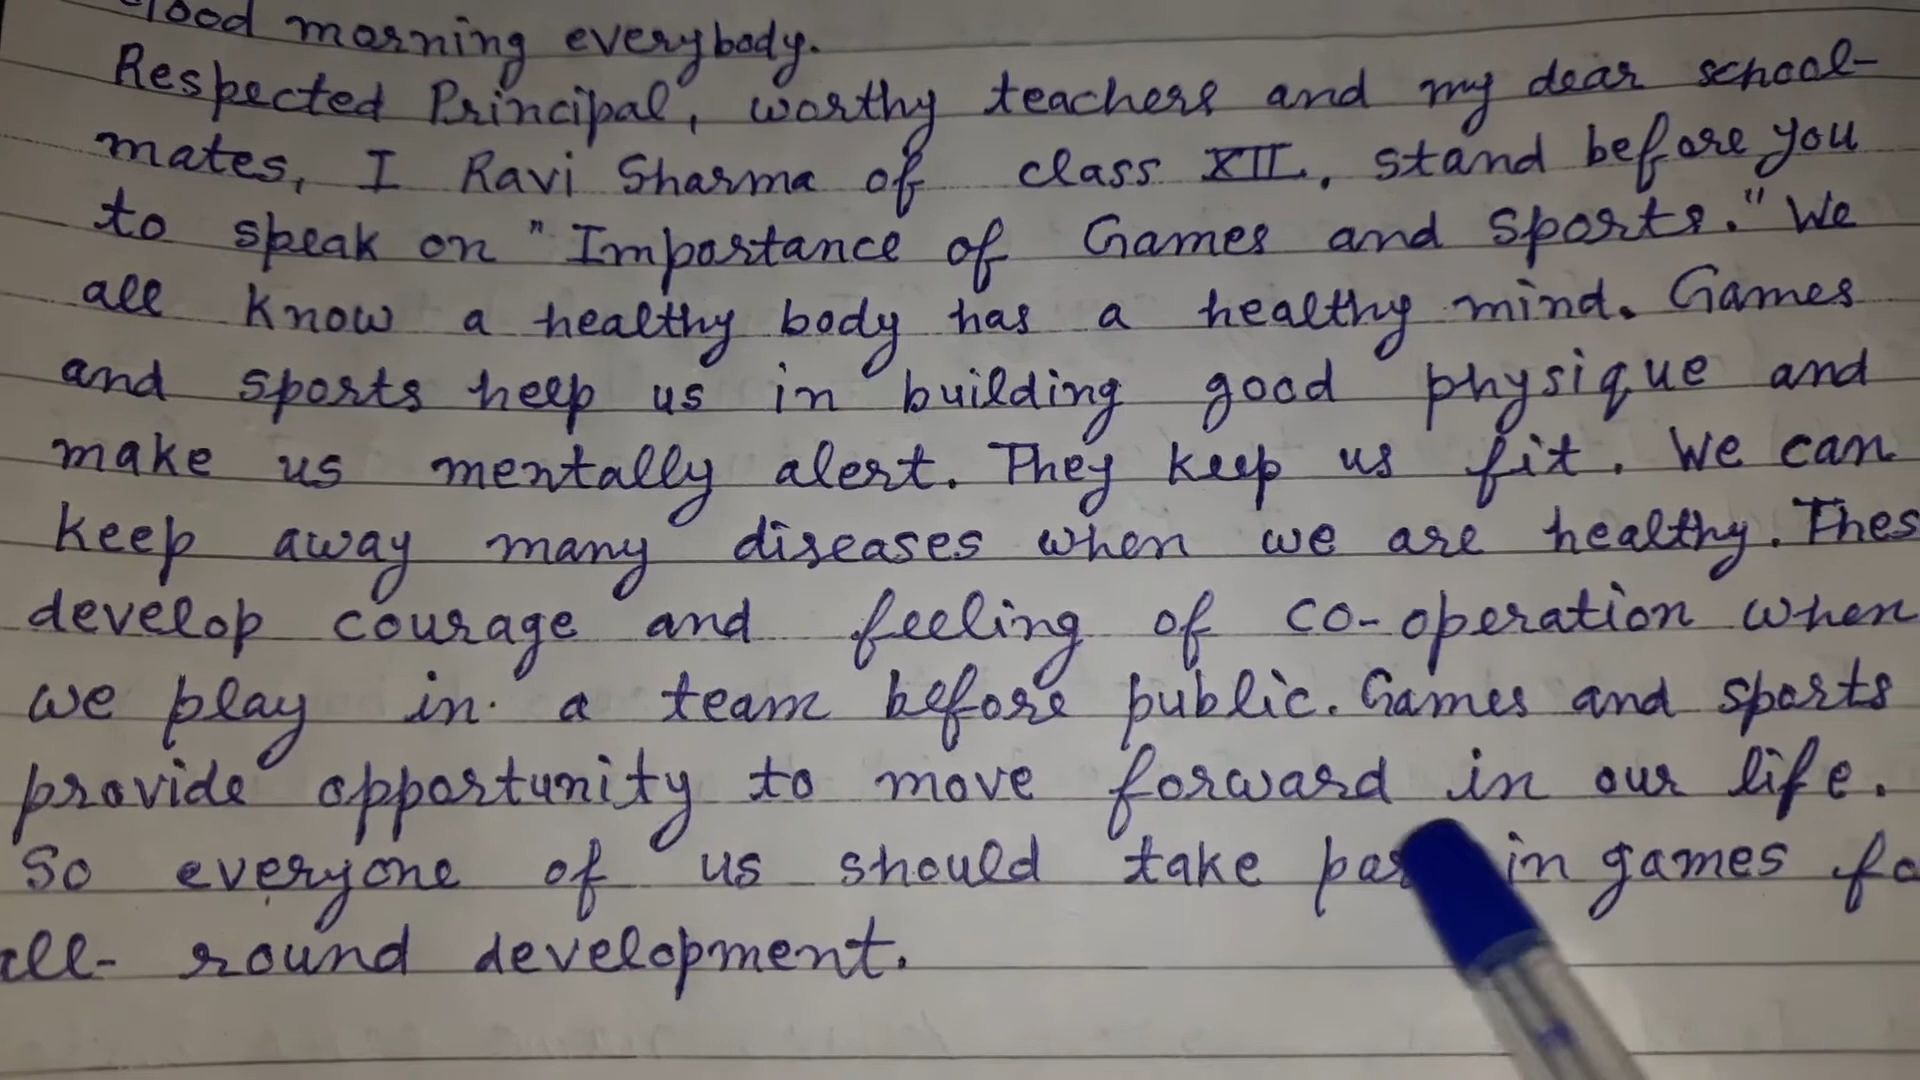 Good morning everybody.
Respected Principal, worthy teachers and my dear school-
mates, I Ravi Sharma of class XII, stand before you
to speak on "Importance of Games and sports." We
all know a healthy body has a healthy mind. Games
and sports help us in building good physique and
make us mentally alert. They keep us fit. We can
keep away many diseases when we are healthy. Thes
develop courage and feeling of co-operation when
we play in a team before public. Games and sports
provide opportunity to move forward in our life.
So everyone of us should take par in games fo
all- round development.